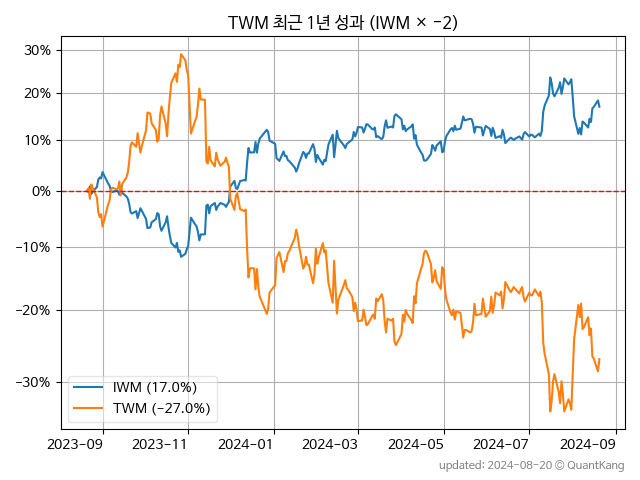 TWM 최근 1년 성과 (IWM × −2)
30%
20%
10%
0%
−10%
−20%
−30%
IWM (17.0%)
TWM (−27.0%)
2023−09 2023−11 2024−01 2024−03 2024−05 2024−07 2024−09
updated: 2024−08−20 © QuantKang